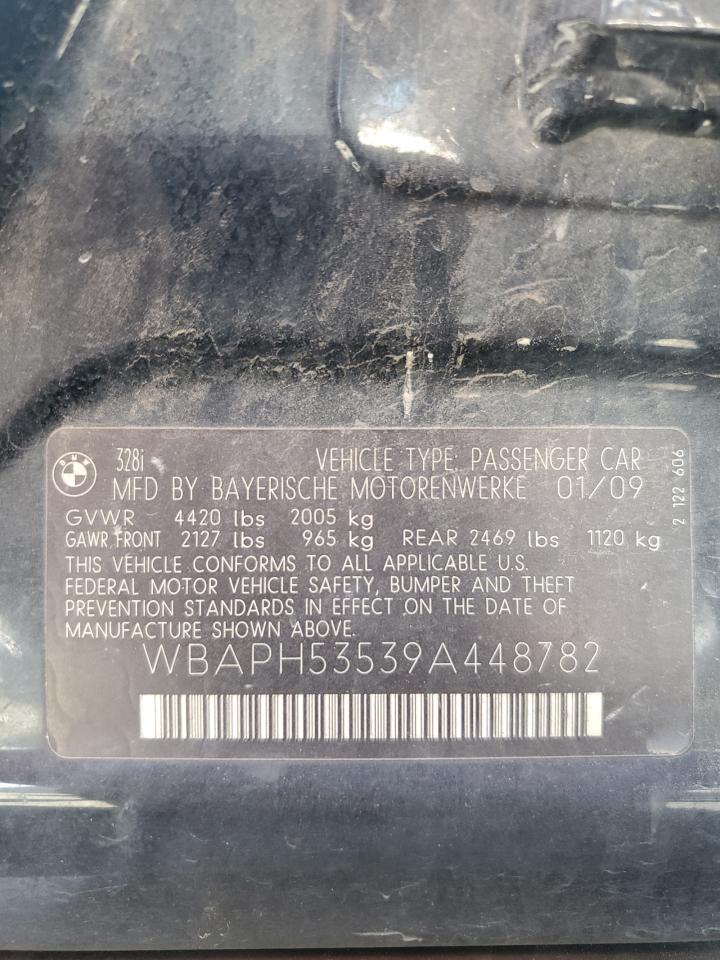 BMW
328i VEHICLE TYPE: PASSENGER CAR
MFD BY BAYERISCHE MOTORENWERKE 01/09
GVWR 4420 lbs 2005 kg
GAWR FRONT 2127 lbs 965 kg REAR 2469 lbs 1120 kg
THIS VEHICLE CONFORMS TO ALL APPLICABLE U.S.
FEDERAL MOTOR VEHICLE SAFETY, BUMPER AND THEFT
PREVENTION STANDARDS IN EFFECT ON THE DATE OF
MANUFACTURE SHOWN ABOVE.
WBAPH53539A448782
2 122 606